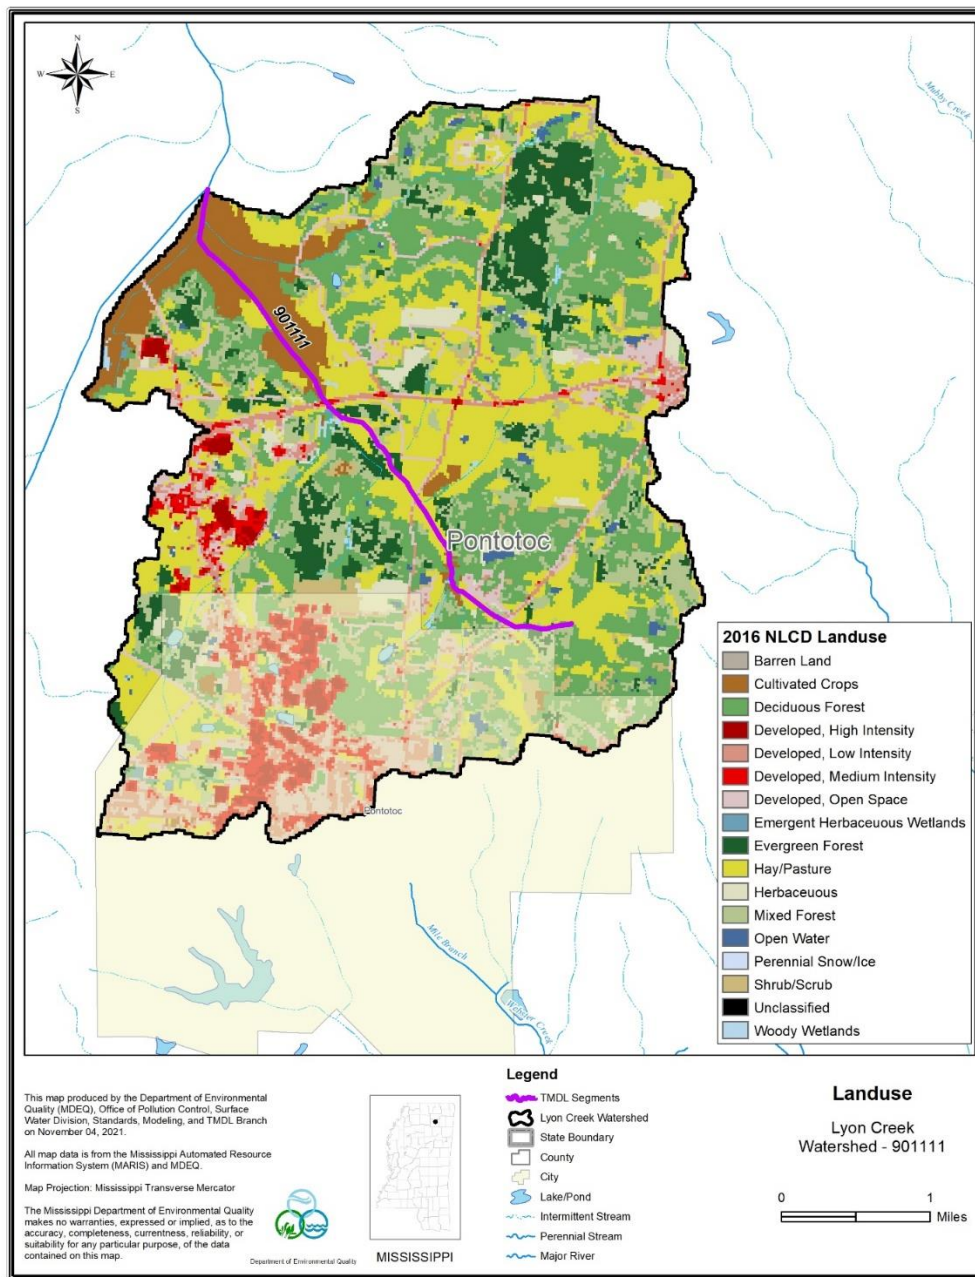 N
W
E
S
Mubby Creek
901111
Pontotoc
Pontotoc
Mile Branch
Webster Creek
2016 NLCD Landuse
Barren Land
Cultivated Crops
Deciduous Forest
Developed, High Intensity
Developed, Low Intensity
Developed, Medium Intensity
Developed, Open Space
Emergent Herbaceuous Wetlands
Evergreen Forest
Hay/Pasture
Herbaceuous
Mixed Forest
Open Water
Perennial Snow/Ice
Shrub/Scrub
Unclassified
Woody Wetlands
This map produced by the Department of Environmental
Quality (MDEQ), Office of Pollution Control, Surface
Water Division, Standards, Modeling, and TMDL Branch
on November 04, 2021.
All map data is from the Mississippi Automated Resource
Information System (MARIS) and MDEQ.
Map Projection: Mississippi Transverse Mercator
The Mississippi Department of Environmental Quality
makes no warranties, expressed or implied, as to the
accuracy, completeness, currentness, reliability, or
suitability for any particular purpose, of the data
contained on this map.
Department of Environmental Quality
MISSISSIPPI
Legend
TMDL Segments
Lyon Creek Watershed
State Boundary
County
City
Lake/Pond
Intermittent Stream
Perennial Stream
Major River
Landuse
Lyon Creek
Watershed - 901111
0 1
Miles